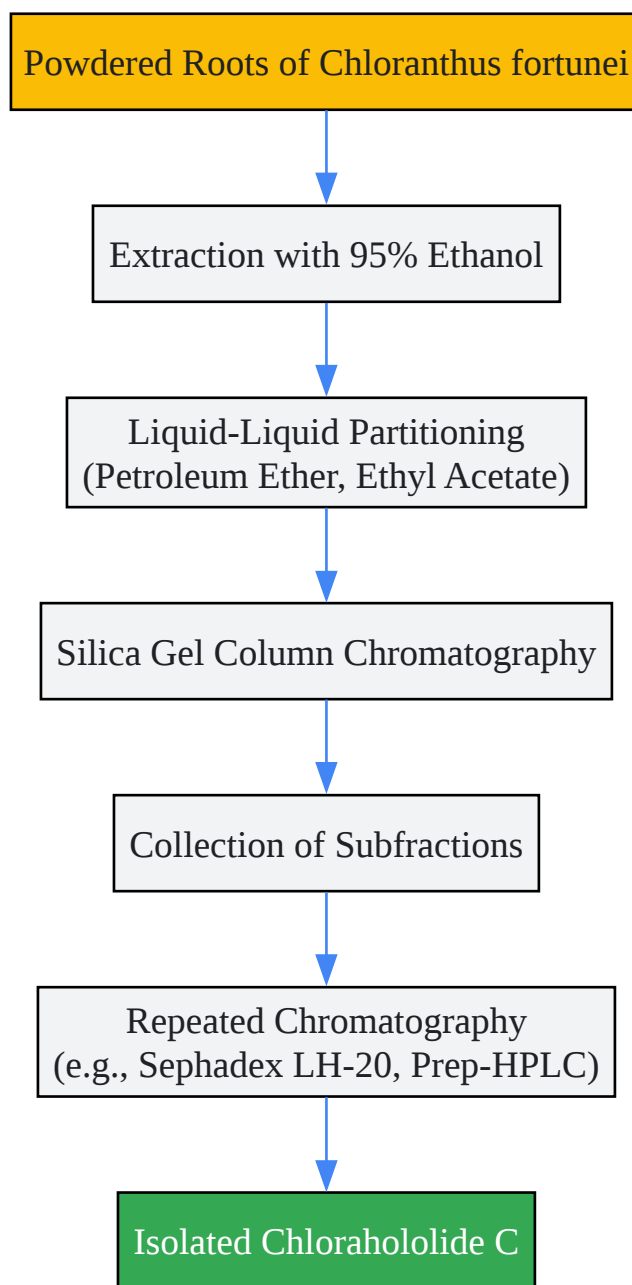 Powdered Roots of Chloranthus fortunei
Extraction with 95% Ethanol
Liquid-Liquid Partitioning
(Petroleum Ether, Ethyl Acetate)
Silica Gel Column Chromatography
Collection of Subfractions
Repeated Chromatography
(e.g., Sephadex LH-20, Prep-HPLC)
Isolated Chlorahololide C